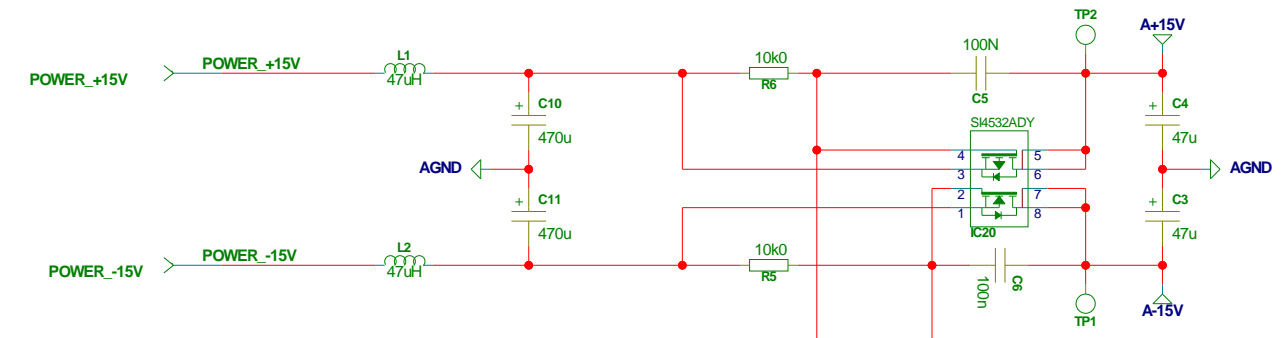 TP2
A+15V
POWER_+15V
POWER_+15V
L1
47uH
10k0
R6
100N
C5
+
C10
470u
SI4532ADY
4
5
3
6
2
7
1
8
IC20
+
C4
47u
AGND
AGND
+
C11
470u
+
C3
47u
POWER_-15V
POWER_-15V
L2
47uH
10k0
R5
100n
C6
TP1
A-15V